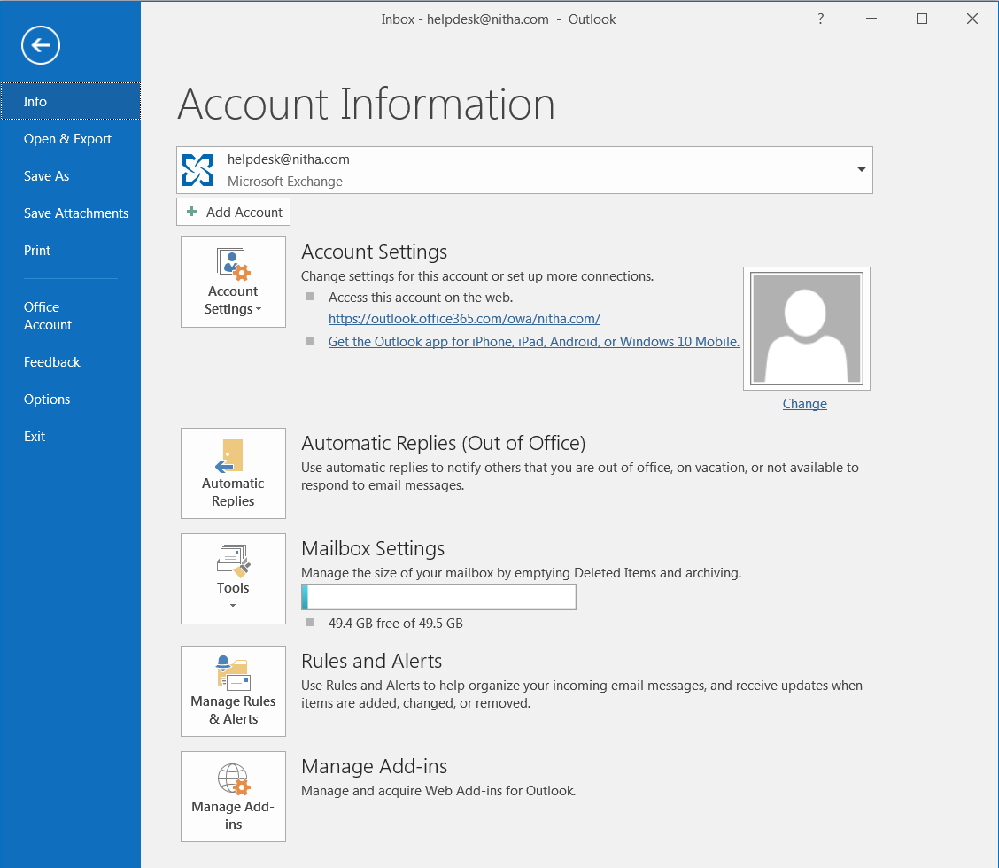 Inbox - helpdesk@nitha.com - Outlook
?
Info
Open & Export
Save As
Save Attachments
Print
Office
Account
Feedback
Options
Exit
Account Information
helpdesk@nitha.com
Microsoft Exchange
Add Account
Account
Settings
Account Settings
Change settings for this account or set up more connections.
Access this account on the web.
https://outlook.office365.com/owa/nitha.com/
Get the Outlook app for iPhone, iPad, Android, or Windows 10 Mobile.
Change
Automatic
Replies
Automatic Replies (Out of Office)
Use automatic replies to notify others that you are out of office, on vacation, or not available to
respond to email messages.
Tools
Mailbox Settings
Manage the size of your mailbox by emptying Deleted Items and archiving.
49.4 GB free of 49.5 GB
Manage Rules
& Alerts
Rules and Alerts
Use Rules and Alerts to help organize your incoming email messages, and receive updates when
items are added, changed, or removed.
Manage Add-
ins
Manage Add-ins
Manage and acquire Web Add-ins for Outlook.